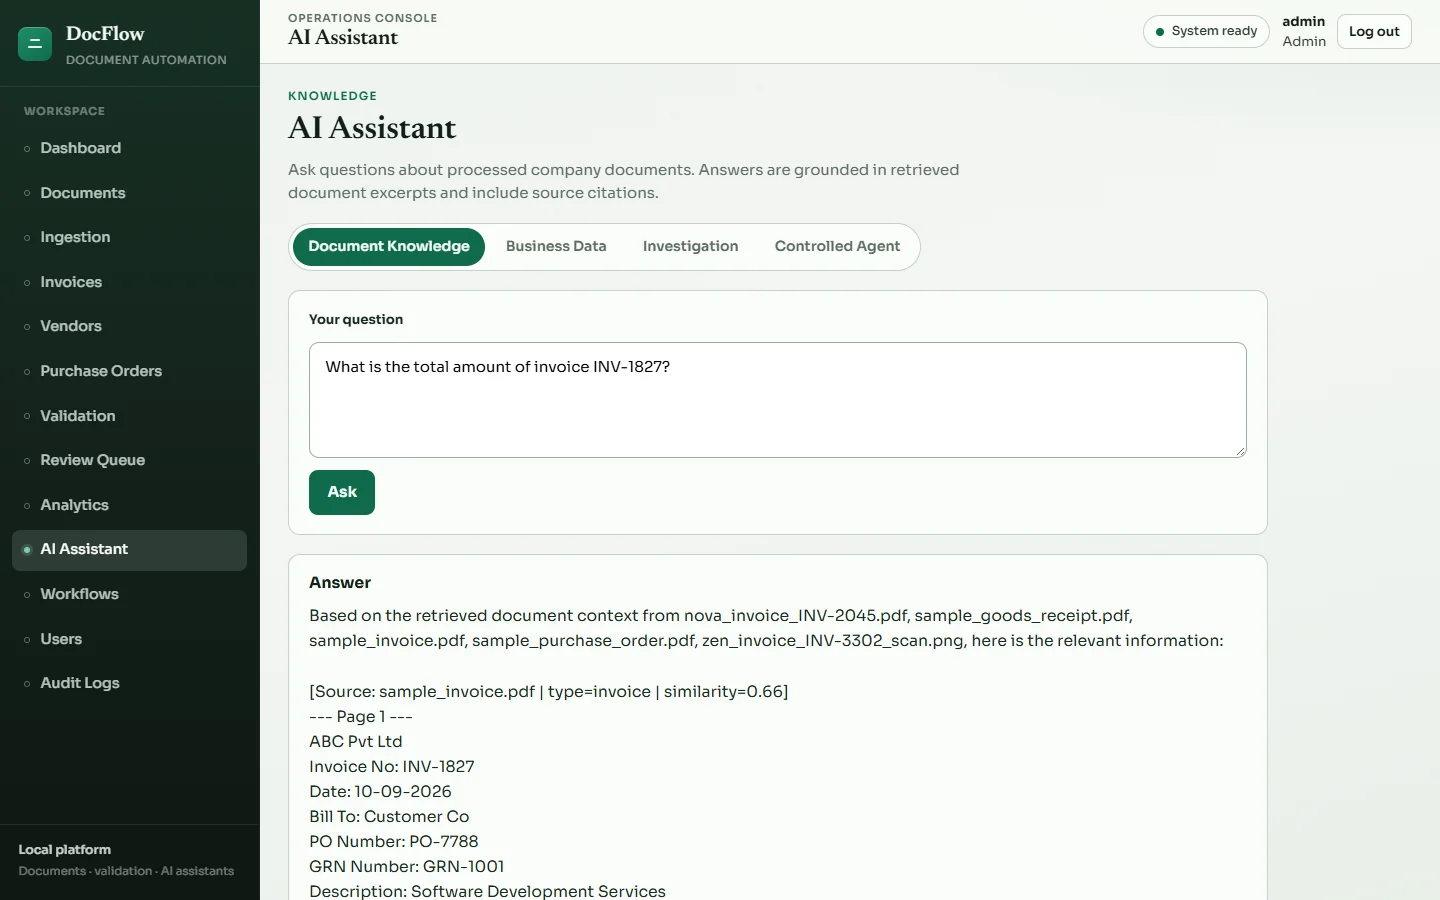 DocFlow
DOCUMENT AUTOMATION
WORKSPACE
Dashboard
Documents
Ingestion
Invoices
Vendors
Purchase Orders
Validation
Review Queue
Analytics
AI Assistant
Workflows
Users
Audit Logs
Local platform
Documents · validation · AI assistants
OPERATIONS CONSOLE
AI Assistant
System ready
admin
Admin
Log out
KNOWLEDGE
AI Assistant
Ask questions about processed company documents. Answers are grounded in retrieved
document excerpts and include source citations.
Document Knowledge
Business Data
Investigation
Controlled Agent
Your question
What is the total amount of invoice INV-1827?
Ask
Answer
Based on the retrieved document context from nova_invoice_INV-2045.pdf, sample_goods_receipt.pdf,
sample_invoice.pdf, sample_purchase_order.pdf, zen_invoice_INV-3302_scan.png, here is the relevant information:
[Source: sample_invoice.pdf | type=invoice | similarity=0.66]
--- Page 1 ---
ABC Pvt Ltd
Invoice No: INV-1827
Date: 10-09-2026
Bill To: Customer Co
PO Number: PO-7788
GRN Number: GRN-1001
Description: Software Development Services